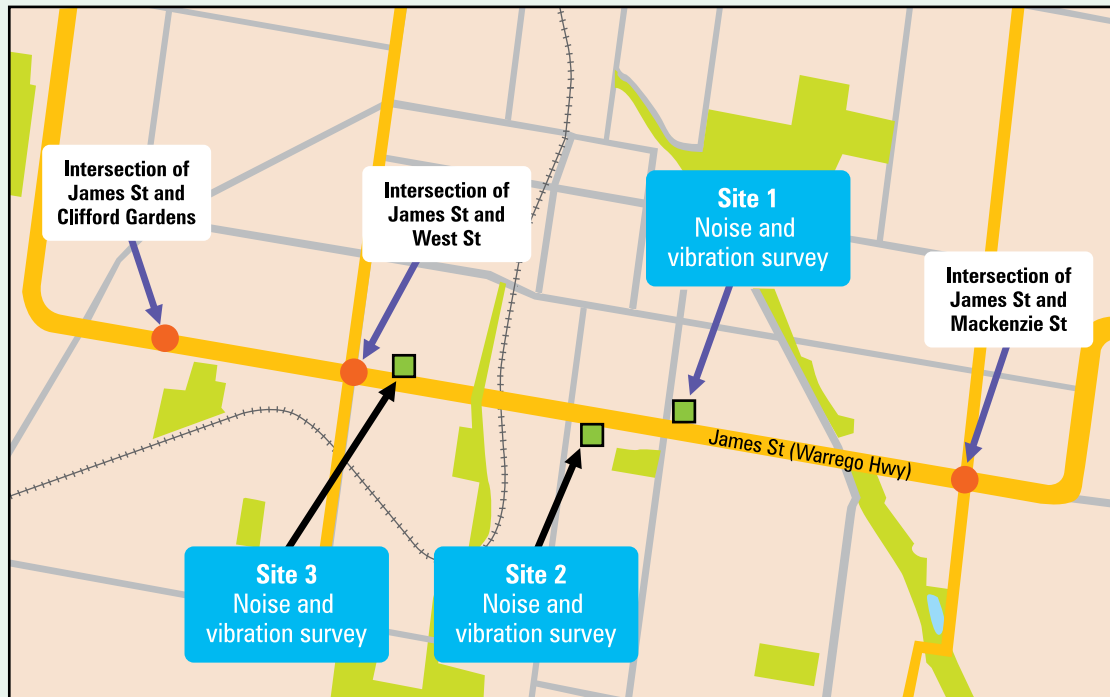 Intersection of
James St and
Clifford Gardens
Intersection of
James St and
West St
Site 1
Noise and
vibration survey
Intersection of
James St and
Mackenzie St
James St (Warrego Hwy)
Site 3
Noise and
vibration survey
Site 2
Noise and
vibration survey